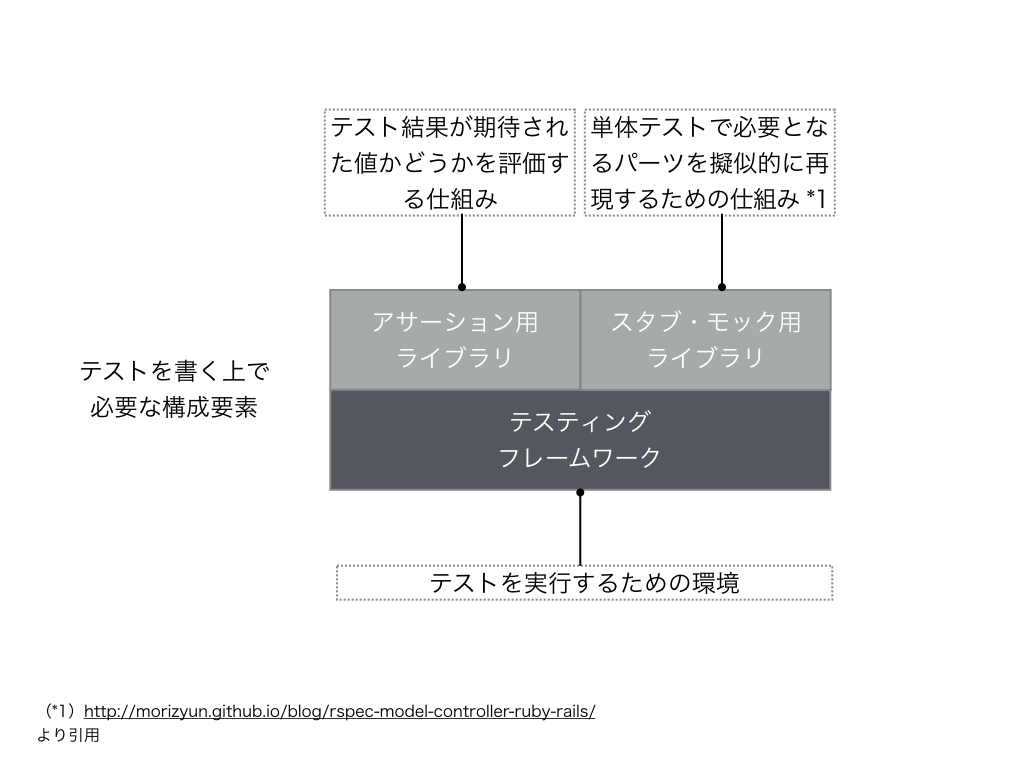 テスト結果が期待され
た値かどうかを評価す
る仕組み
単体テストで必要とな
るパーツを擬似的に再
現するための仕組み *1
アサーション用
ライブラリ
スタブ・モック用
ライブラリ
テストを書く上で
必要な構成要素
テスティング
フレームワーク
テストを実行するための環境
（*1）http://morizyun.github.io/blog/rspec-model-controller-ruby-rails/
より引用